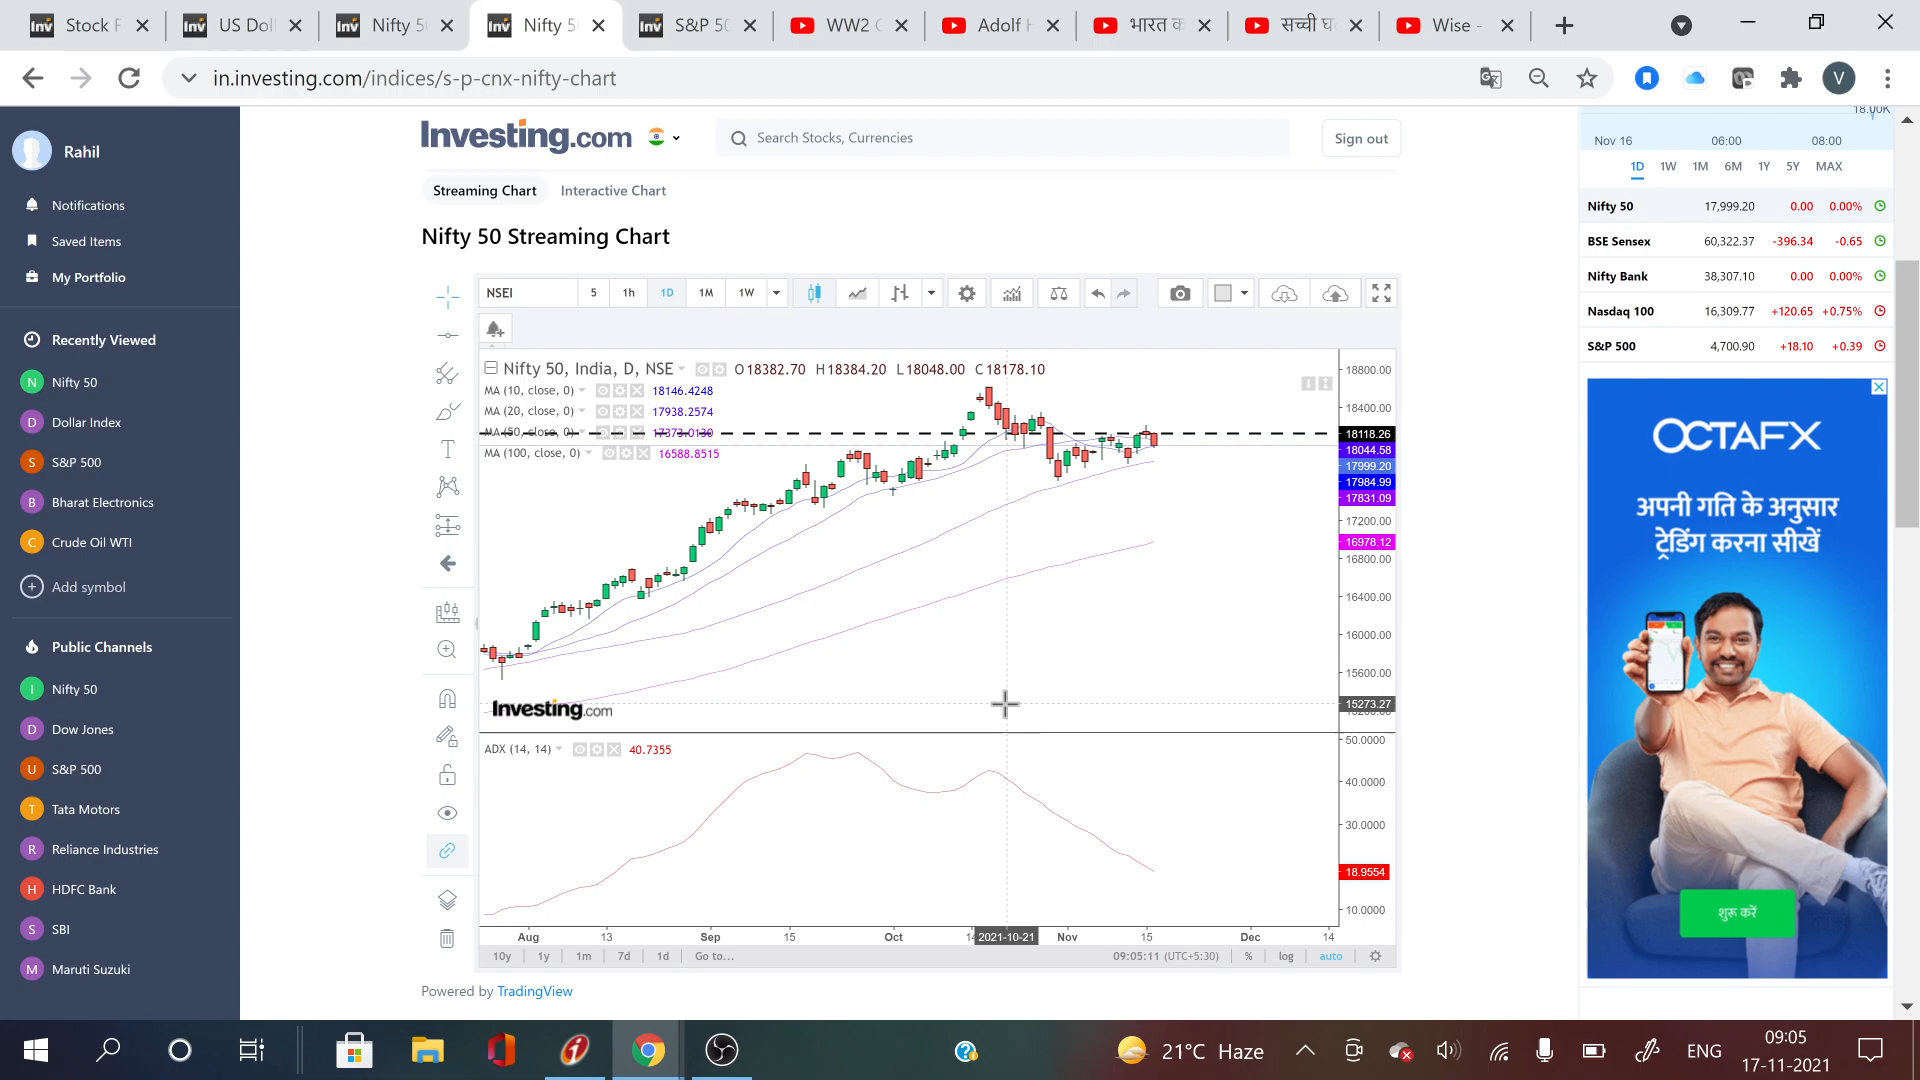 Stock F
US Doll
Nifty 5
Nifty 5
S&P 50
WW2
Adolf
भारत
सच्ची
Wise -
in.investing.com/indices/s-p-cnx-nifty-chart
V
Rahil
Notifications
Saved Items
My Portfolio
Recently Viewed
N Nifty 50
D Dollar Index
S S&P 500
B Bharat Electronics
C Crude Oil WTI
Add symbol
Public Channels
I Nifty 50
D Dow Jones
U S&P 500
T Tata Motors
R Reliance Industries
H HDFC Bank
S SBI
M Maruti Suzuki
Investing.com
Search Stocks, Currencies
Sign out
Streaming Chart Interactive Chart
Nifty 50 Streaming Chart
NSEI 5 1h 1D 1M 1W
Nifty 50, India, D, NSE O 18382.70 H 18384.20 L 18048.00 C 18178.10
MA (10, close, 0) 18146.4248
MA (20, close, 0) 17938.2574
MA (50, close, 0) 17373.0130
MA (100, close, 0) 16588.8515
18800.00
18400.00
18118.26
18044.58
17999.20
17984.99
17831.09
17200.00
16978.12
16800.00
16400.00
16000.00
15600.00
15273.27
Investing.com
ADX (14, 14) 40.7355
50.0000
40.0000
30.0000
18.9554
10.0000
Aug 13 Sep 15 Oct 14 2021-10-21 Nov 15 Dec 14
10y 1y 1m 7d 1d Go to...
09:05:11 (UTC+5:30) % log auto
Powered by TradingView
18.00K
Nov 16 06:00 08:00
1D 1W 1M 6M 1Y 5Y MAX
Nifty 50 17,999.20 0.00 0.00%
BSE Sensex 60,322.37 -396.34 -0.65
Nifty Bank 38,307.10 0.00 0.00%
Nasdaq 100 16,309.77 +120.65 +0.75%
S&P 500 4,700.90 +18.10 +0.39
OCTAFX
अपनी गति के अनुसार
ट्रेडिंग करना सीखें
शुरू करें
21°C Haze
ENG
09:05
17-11-2021